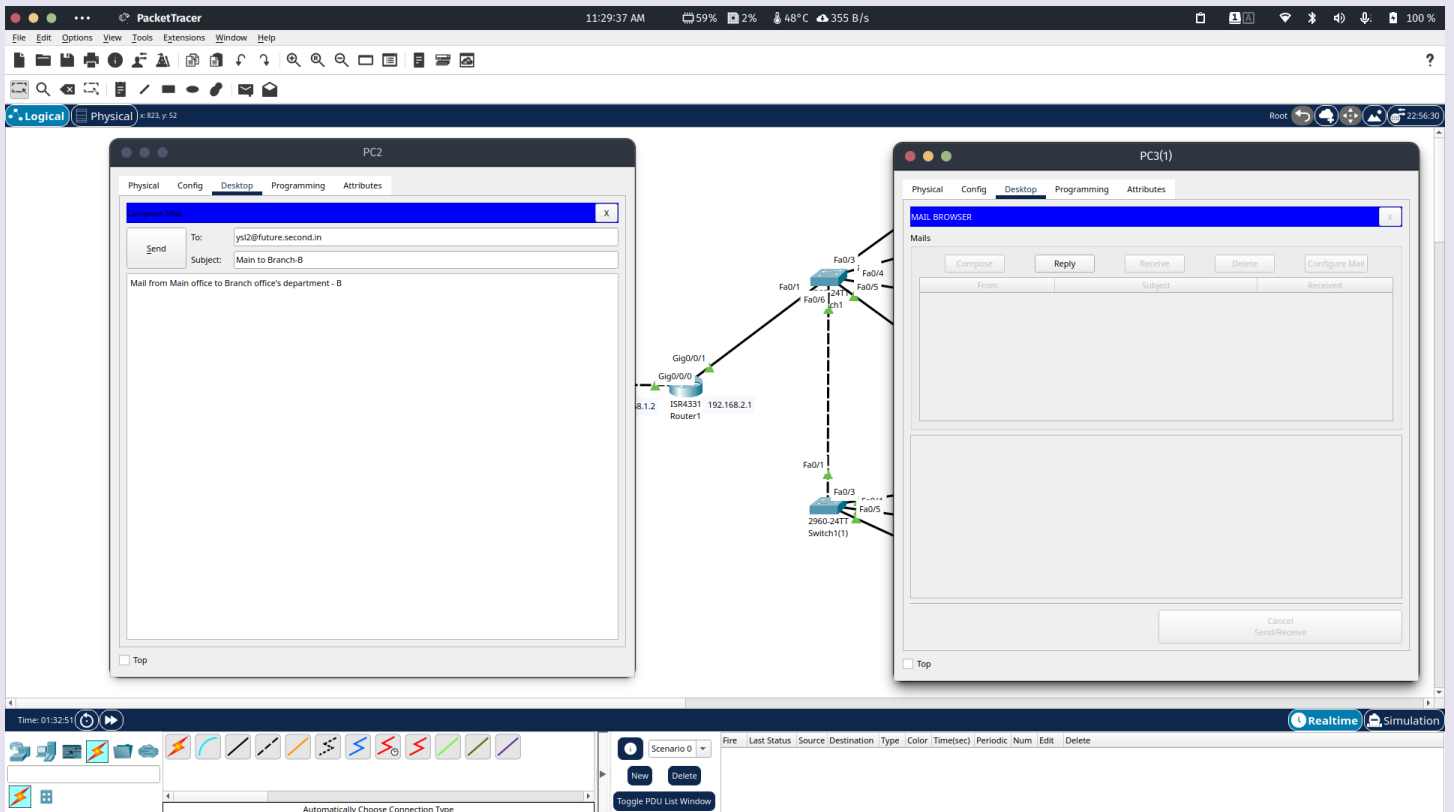 PacketTracer 11:29:37 AM 59% 2% 48°C 355 B/s 1 A 100 %
File Edit Options View Tools Extensions Window Help
?
Logical Physical x: 823, y: 52 Root 22:56:30
PC2
Physical Config Desktop Programming Attributes
Compose Mail X
Send
To: ysl2@future.second.in
Subject: Main to Branch-B
Mail from Main office to Branch office's department - B
Top
Fa0/3
Fa0/4
Fa0/1 Fa0/5
Fa0/6
Gig0/0/1
Gig0/0/0
8.1.2 ISR4331 192.168.2.1
Router1
Fa0/1
Fa0/3
Fa0/5
2960-24TT
Switch1(1)
PC3(1)
Physical Config Desktop Programming Attributes
MAIL BROWSER X
Mails
Compose Reply Receive Delete Configure Mail
From Subject Received
Cancel
Send/Receive
Top
Time: 01:32:51 Realtime Simulation
Scenario 0
New Delete
Toggle PDU List Window
Fire Last Status Source Destination Type Color Time(sec) Periodic Num Edit Delete
Automatically Choose Connection Type